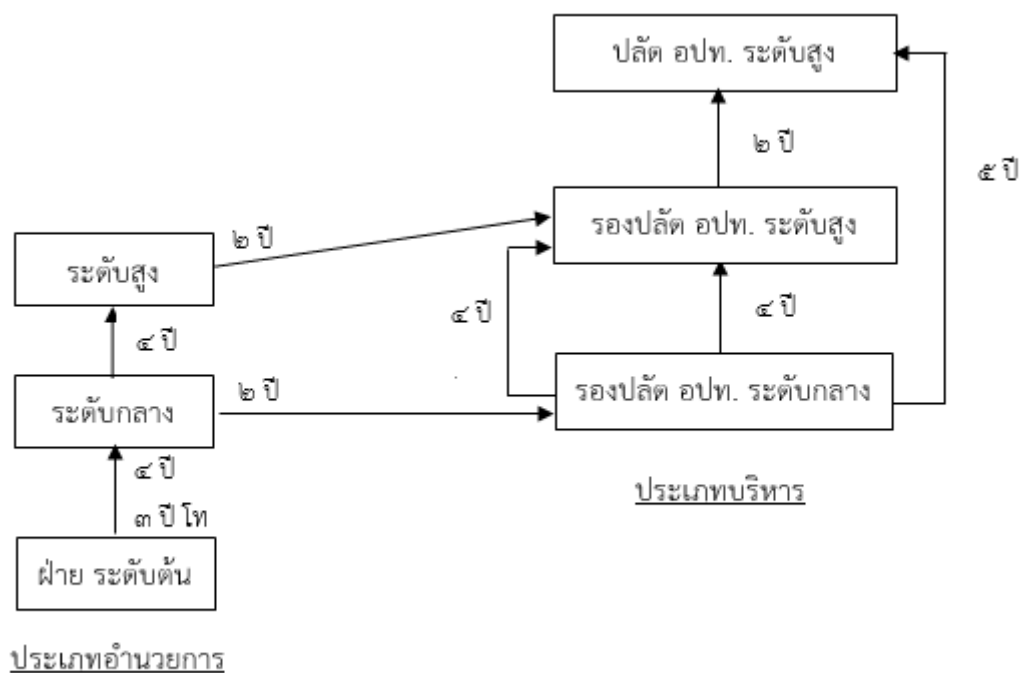 ปลัด อปท. ระดับสูง
๒ ปี
๕ ปี
รองปลัด อปท. ระดับสูง
๒ ปี
ระดับสูง
๔ ปี
๔ ปี
๔ ปี
รองปลัด อปท. ระดับกลาง
๒ ปี
ระดับกลาง
๔ ปี
ประเภทบริหาร
๓ ปี โท
ฝ่าย ระดับต้น
ประเภทอำนวยการ